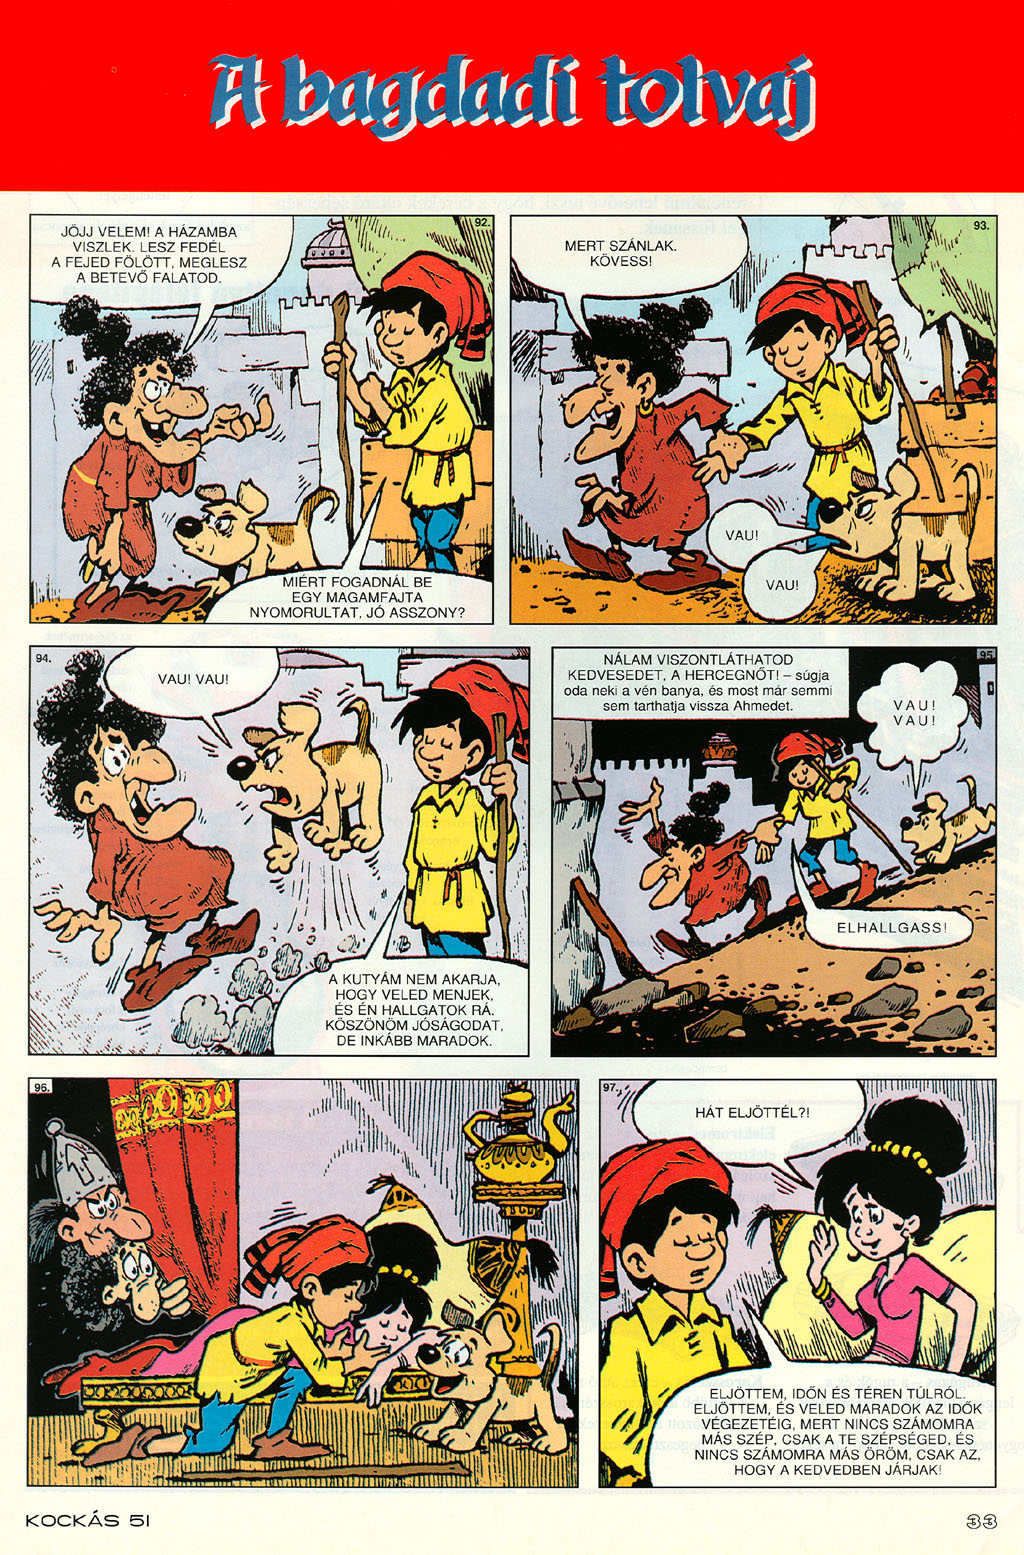 A bagdadi tolvaj
92.
JÖJJ VELEM! A HÁZAMBA
VISZLEK. LESZ FEDÉL
A FEJED FÖLÖTT, MEGLESZ
A BETEVŐ FALATOD.
MIÉRT FOGADNÁL BE
EGY MAGAMFAJTA
NYOMORULTAT, JÓ ASSZONY?
93.
MERT SZÁNLAK.
KÖVESS!
VAU!
VAU!
94.
VAU! VAU!
A KUTYÁM NEM AKARJA,
HOGY VELED MENJEK,
ÉS ÉN HALLGATOK RÁ.
KÖSZÖNÖM JÓSÁGODAT,
DE INKÁBB MARADOK.
95.
NÁLAM VISZONTLÁTHATOD
KEDVESEDET, A HERCEGNŐT! – súgja
oda neki a vén banya, és most már semmi
sem tarthatja vissza Ahmedet.
VAU!
VAU!
ELHALLGASS!
96.
97.
HÁT ELJÖTTÉL?!
ELJÖTTEM, IDŐN ÉS TÉREN TÚLRÓL.
ELJÖTTEM, ÉS VELED MARADOK AZ IDŐK
VÉGEZETÉIG, MERT NINCS SZÁMOMRA
MÁS SZÉP, CSAK A TE SZÉPSÉGED, ÉS
NINCS SZÁMOMRA MÁS ÖRÖM, CSAK AZ,
HOGY A KEDVEDBEN JÁRJAK!
KOCKÁS 51
33